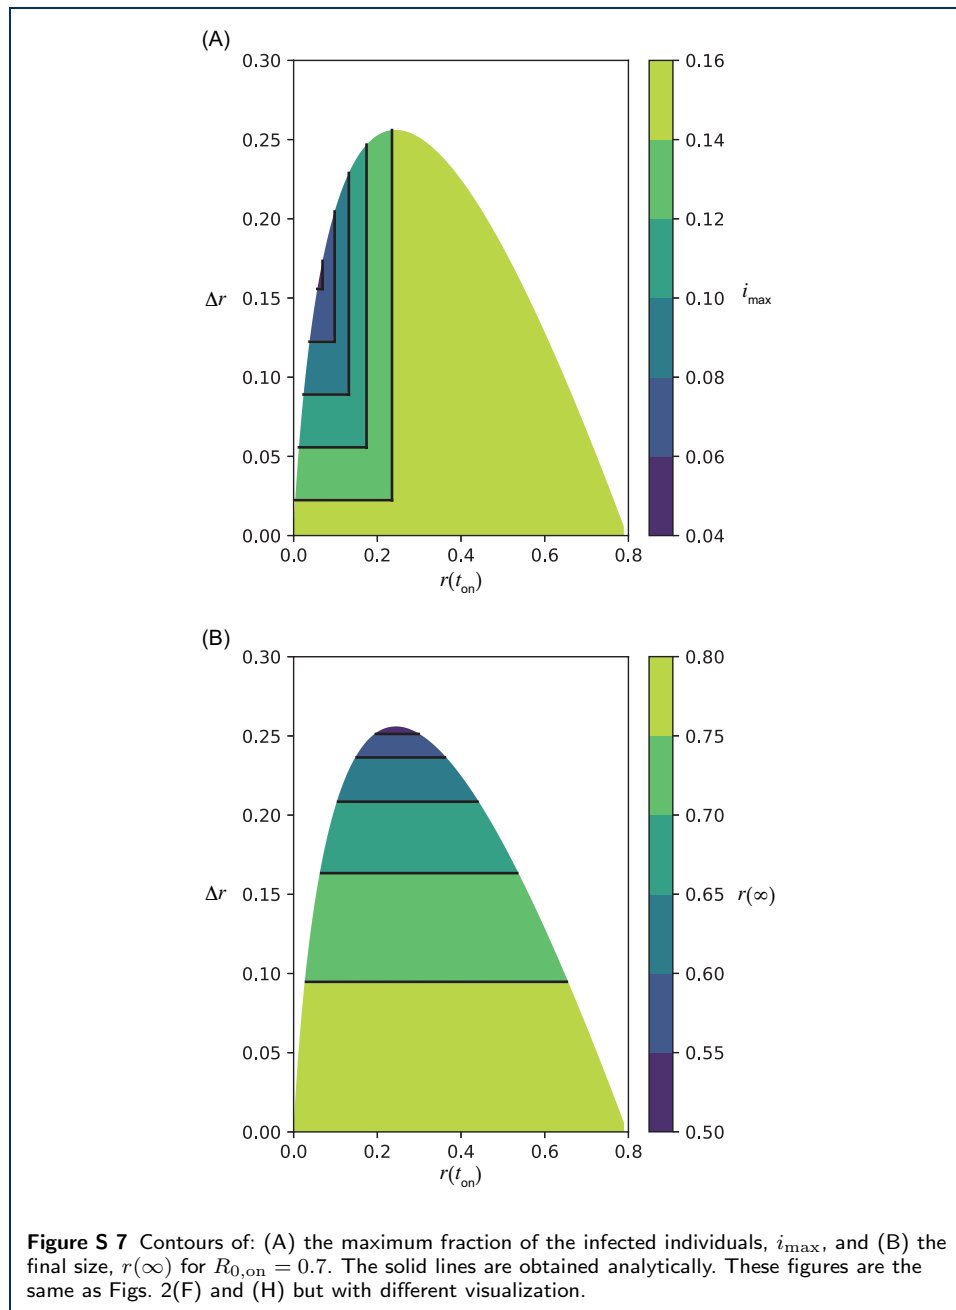 (A)
0.30
0.25
0.20
0.15
0.10
0.05
0.00
Δr
0.0 0.2 0.4 0.6 0.8
r(t_on)
0.16
0.14
0.12
0.10
0.08
0.06
0.04
i_max
(B)
0.30
0.25
0.20
0.15
0.10
0.05
0.00
Δr
0.0 0.2 0.4 0.6 0.8
r(t_on)
0.80
0.75
0.70
0.65
0.60
0.55
0.50
r(∞)
Figure S 7 Contours of: (A) the maximum fraction of the infected individuals, i_max, and (B) the
final size, r(∞) for R_0,on = 0.7. The solid lines are obtained analytically. These figures are the
same as Figs. 2(F) and (H) but with different visualization.